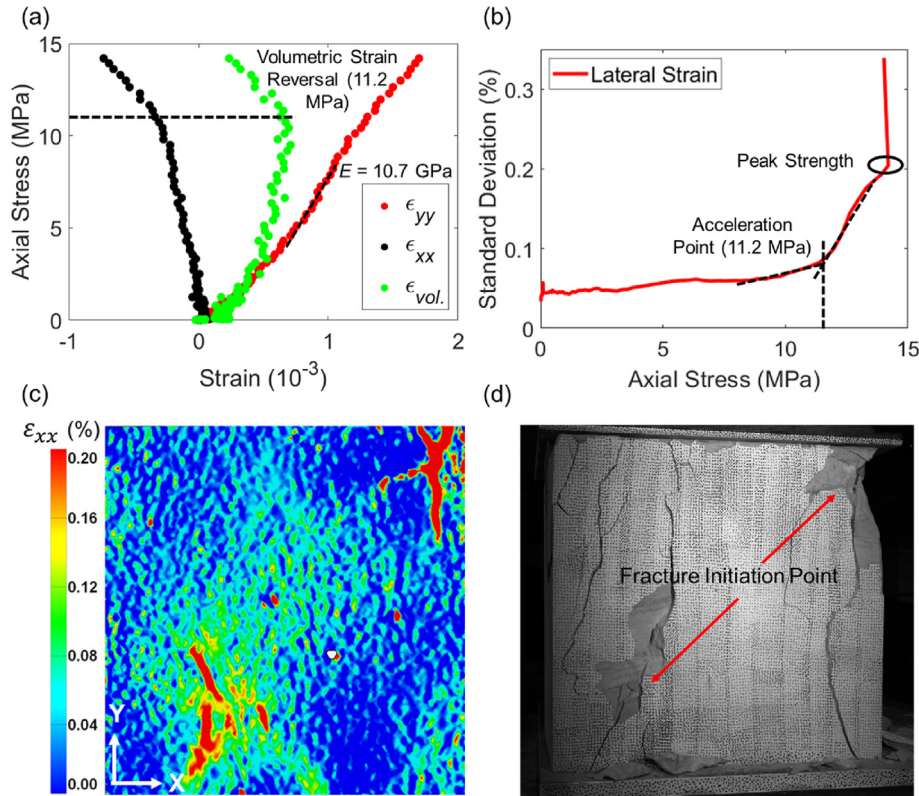 (a)
15
10
5
0
Axial Stress (MPa)
-1
0
1
2
Strain (10-3)
Volumetric Strain
Reversal (11.2
MPa)
E = 10.7 GPa
ϵyy
ϵxx
ϵvol.
(b)
0.3
0.2
0.1
0
Standard Deviation (%)
0
5
10
15
Axial Stress (MPa)
Lateral Strain
Peak Strength
Acceleration
Point (11.2 MPa)
(c)
εxx (%)
0.20
0.16
0.12
0.08
0.04
0.00
Y
X
(d)
Fracture Initiation Point